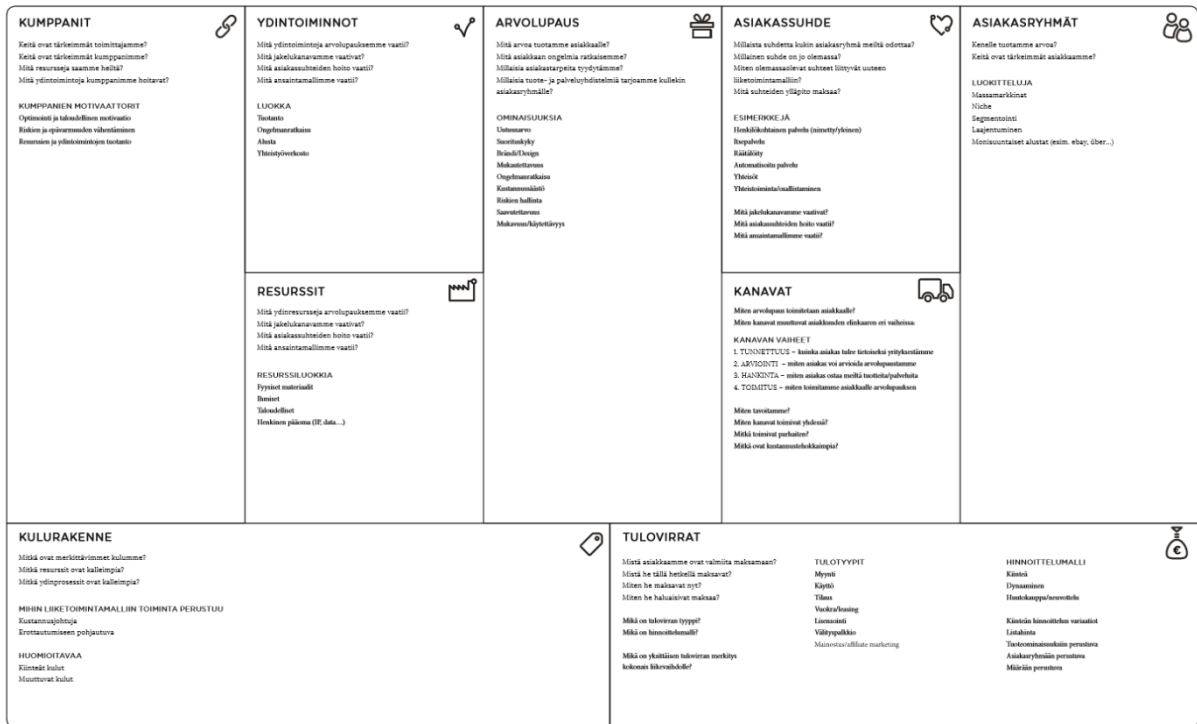 KUMPPANIT
Keitä ovat tärkeimmät toimittajamme?
Keitä ovat tärkeimmät kumppanimme?
Mitä resursseja saamme heiltä?
Mitä ydintoimintoja kumppanimme hoitavat?
KUMPPANIEN MOTIVAATTORIT
Optimointi ja taloudellinen motivaatio
Riskien ja epävarmuuden vähentäminen
Resurssien ja ydintoimintojen tuotanto
YDINTOIMINNOT
Mitä ydintoimintoja arvolupauksemme vaatii?
Mitä jakelukanavamme vaativat?
Mitä asiakassuhteiden hoito vaatii?
Mitä ansaintamallimme vaatii?
LUOKKA
Tuotanto
Ongelmanratkaisu
Alusta
Yhteistyöverkosto
RESURSSIT
Mitä ydinresursseja arvolupauksemme vaatii?
Mitä jakelukanavamme vaativat?
Mitä asiakassuhteiden hoito vaatii?
Mitä ansaintamallimme vaatii?
RESURSSILUOKKIA
Fyysiset materiaalit
Ihmiset
Taloudelliset
Henkinen pääoma (IP, data...)
ARVOLUPAUS
Mitä arvoa tuotamme asiakkaalle?
Mitä asiakkaan ongelmia ratkaisemme?
Millaisia asiakastarpeita tyydytämme?
Millaisia tuote- ja palveluyhdistelmiä tarjoamme kullekin
asiakasryhmälle?
OMINAISUUKSIA
Uutuusarvo
Suorituskyky
Brändi/Design
Mukautettavuus
Ongelmanratkaisu
Kustannussäästö
Riskien hallinta
Saavutettavuus
Mukavuus/käytettävyys
ASIAKASSUHDE
Millaista suhdetta kukin asiakasryhmä meiltä odottaa?
Millainen suhde on jo olemassa?
Miten olemassaolevat suhteet liittyvät uuteen
liiketoimintamalliin?
Mitä suhteiden ylläpito maksaa?
ESIMERKKEJÄ
Henkilökohtainen palvelu (nimetty/yleinen)
Itsepalvelu
Räätälöity
Automatisoitu palvelu
Yhteisöt
Yhteistoiminta/osallistaminen
Mitä jakelukanavamme vaativat?
Mitä asiakassuhteiden hoito vaatii?
Mitä ansaintamallimme vaatii?
KANAVAT
Miten arvolupaus toimitetaan asiakkaalle?
Miten kanavat muuttuvat asiakkuuden elinkaaren eri vaiheissa.
KANAVAN VAIHEET
1. TUNNETTUUS – kuinka asiakas tulee tietoiseksi yrityksestämme
2. ARVIOINTI – miten asiakas voi arvioida arvolupaustamme
3. HANKINTA – miten asiakas ostaa meiltä tuotteita/palveluita
4. TOIMITUS – miten toimitamme asiakkaalle arvolupauksen
Miten tavoitamme?
Miten kanavat toimivat yhdessä?
Mitkä toimivat parhaiten?
Mitkä ovat kustannustehokkaimpia?
ASIAKASRYHMÄT
Kenelle tuotamme arvoa?
Keitä ovat tärkeimmät asiakkaamme?
LUOKITTELUJA
Massamarkkinat
Niche
Segmentointi
Laajentuminen
Monisuuntaiset alustat (esim. ebay, über...)
KULURAKENNE
Mitkä ovat merkittävimmet kulumme?
Mitkä resurssit ovat kalleimpia?
Mitkä ydinprosessit ovat kalleimpia?
MIHIN LIIKETOIMINTAMALLIN TOIMINTA PERUSTUU
Kustannusjohtuja
Erottautumiseen pohjautuva
HUOMIOITAVAA
Kiinteät kulut
Muuttuvat kulut
TULOVIRRAT
Mistä asiakkaamme ovat valmiita maksamaan?
Mistä he tällä hetkellä maksavat?
Miten he maksavat nyt?
Miten he haluaisivat maksaa?
Mikä on tulovirran tyyppi?
Mikä on hinnoittelumalli?
Mikä on yksittäisen tulovirran merkitys
kokonais liikevaihdolle?
TULOTYYPIT
Myynti
Käyttö
Tilaus
Vuokra/leasing
Lisensointi
Välityspalkkio
Mainostus/affiliate marketing
HINNOITTELUMALLI
Kiinteä
Dynaaminen
Huutokauppa/neuvottelu
Kiinteän hinnoittelun variaatiot
Listahinta
Tuoteominaisuuksiin perustuva
Asiakasryhmään perustuva
Määrään perustuva
€